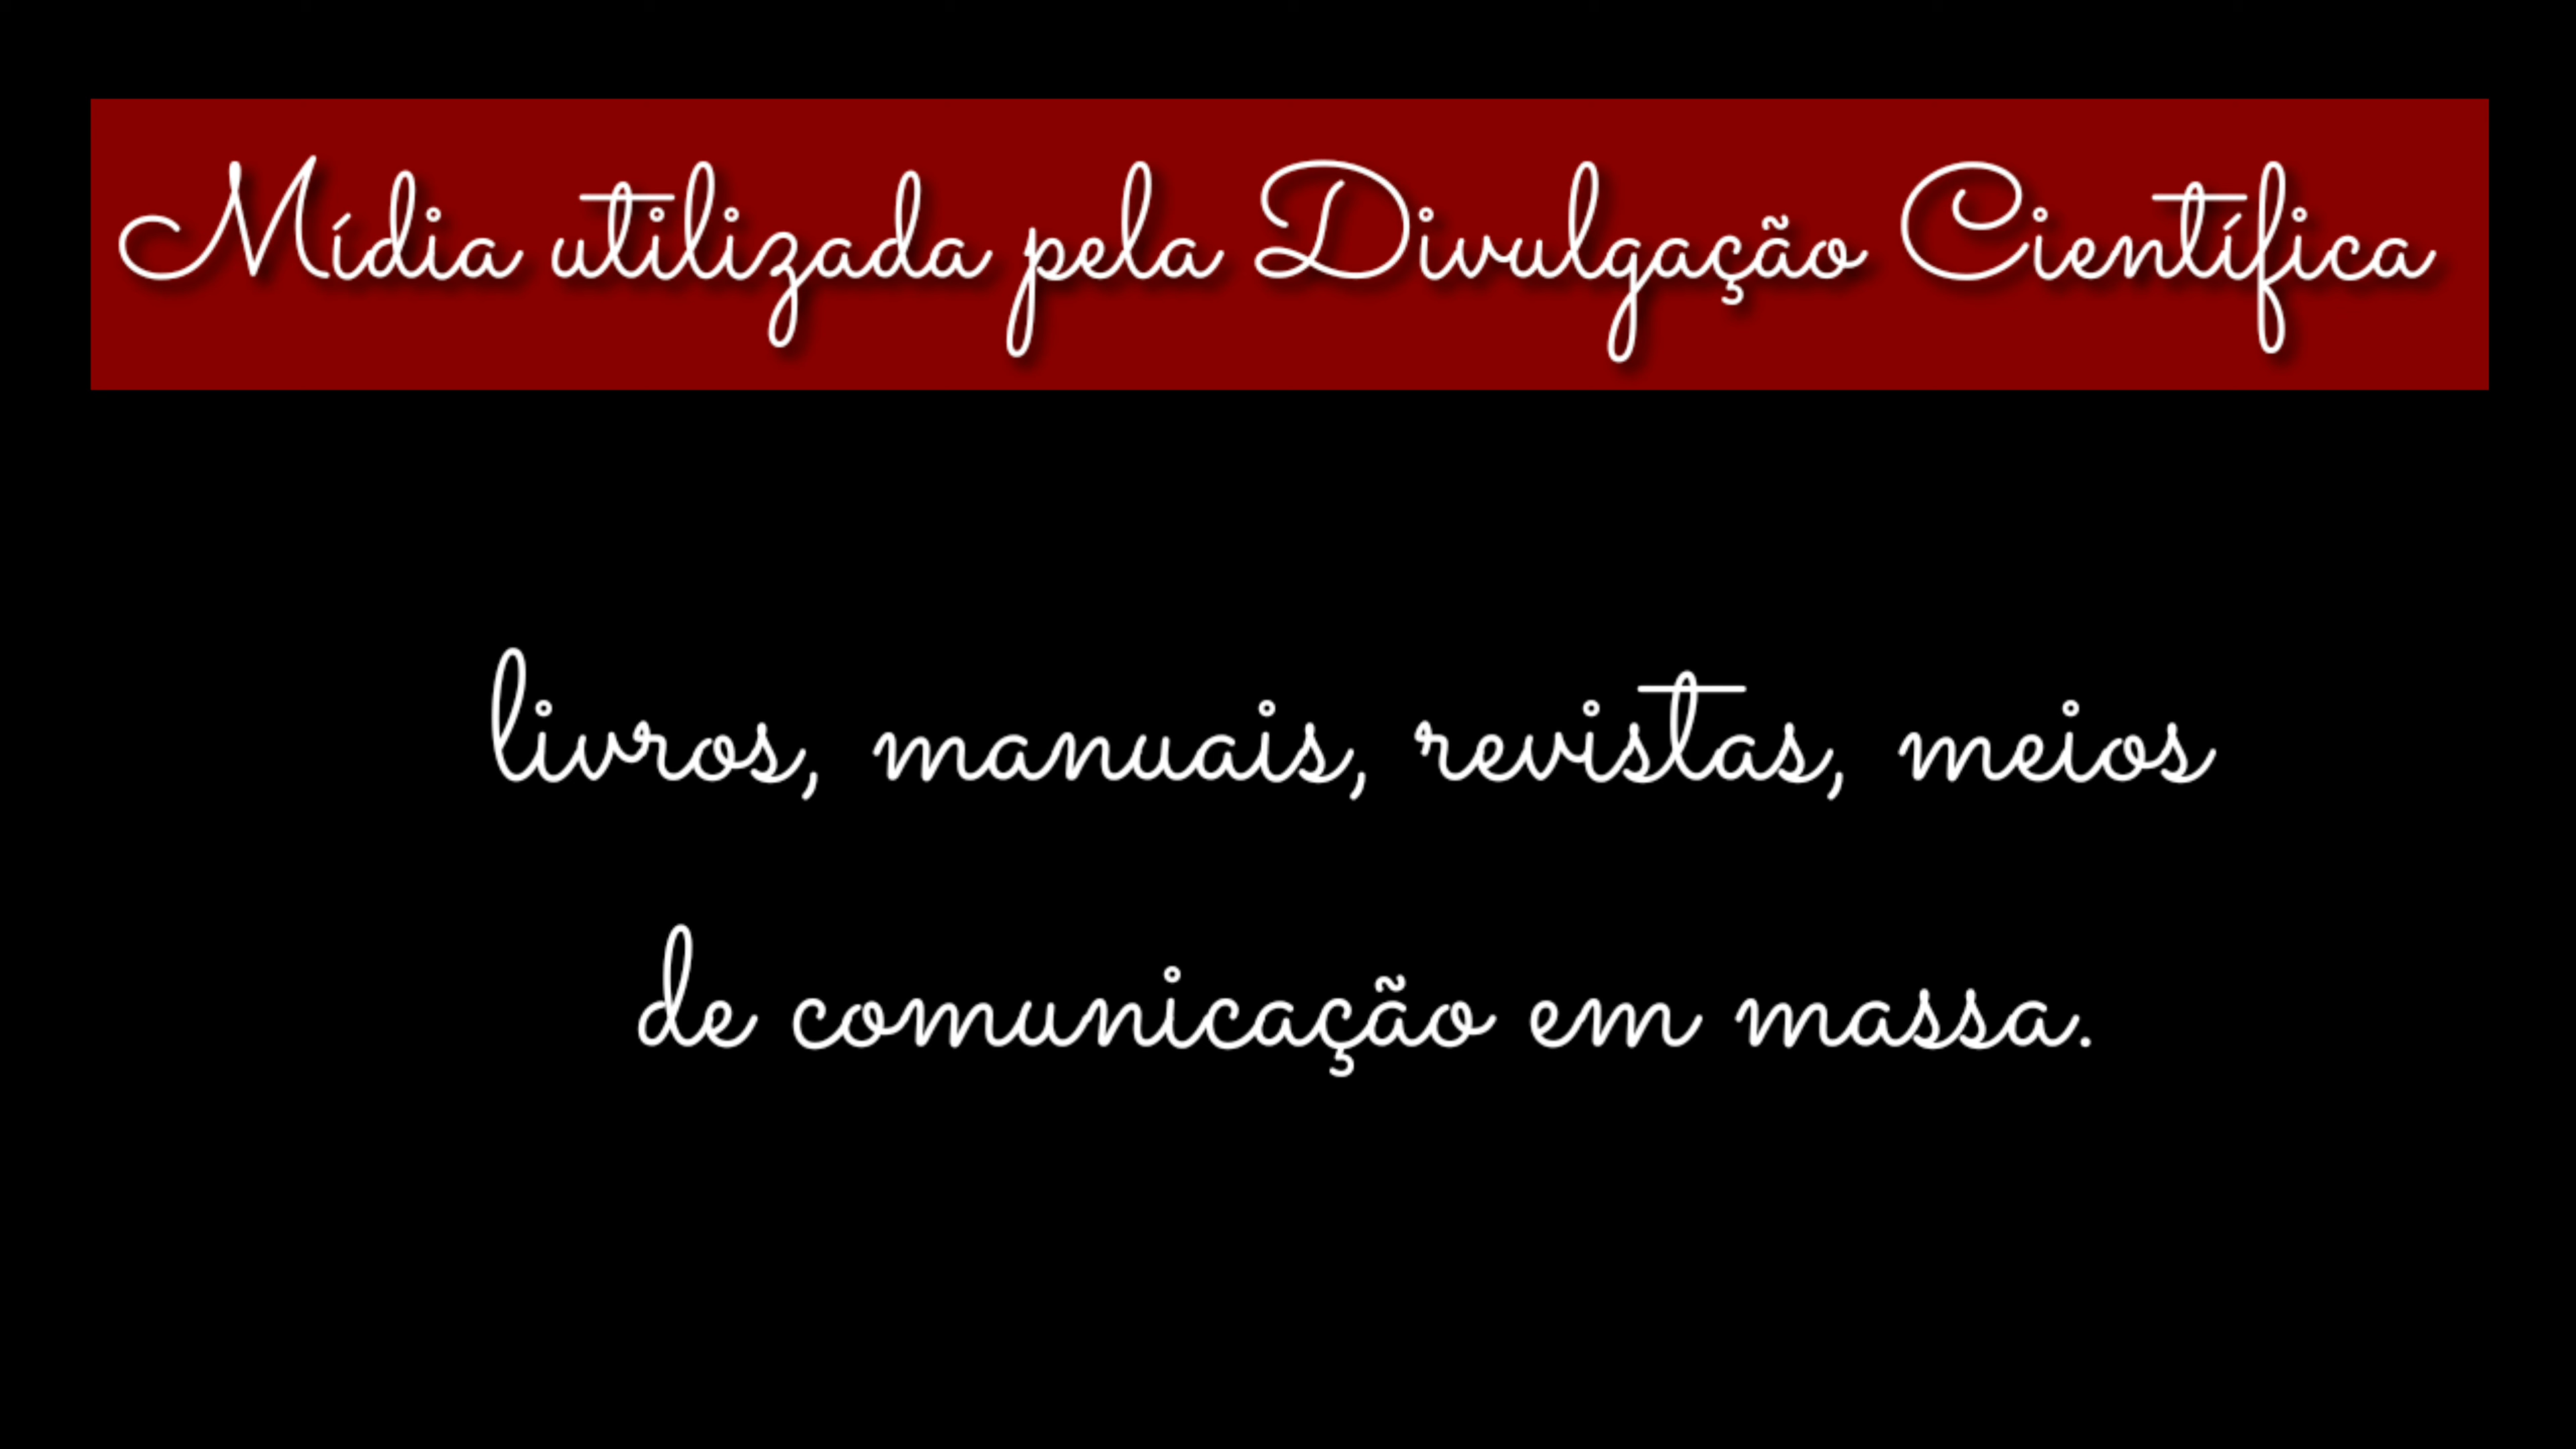 Mídia utilizada pela Divulgação Científica
livros, manuais, revistas, meios
de comunicação em massa.